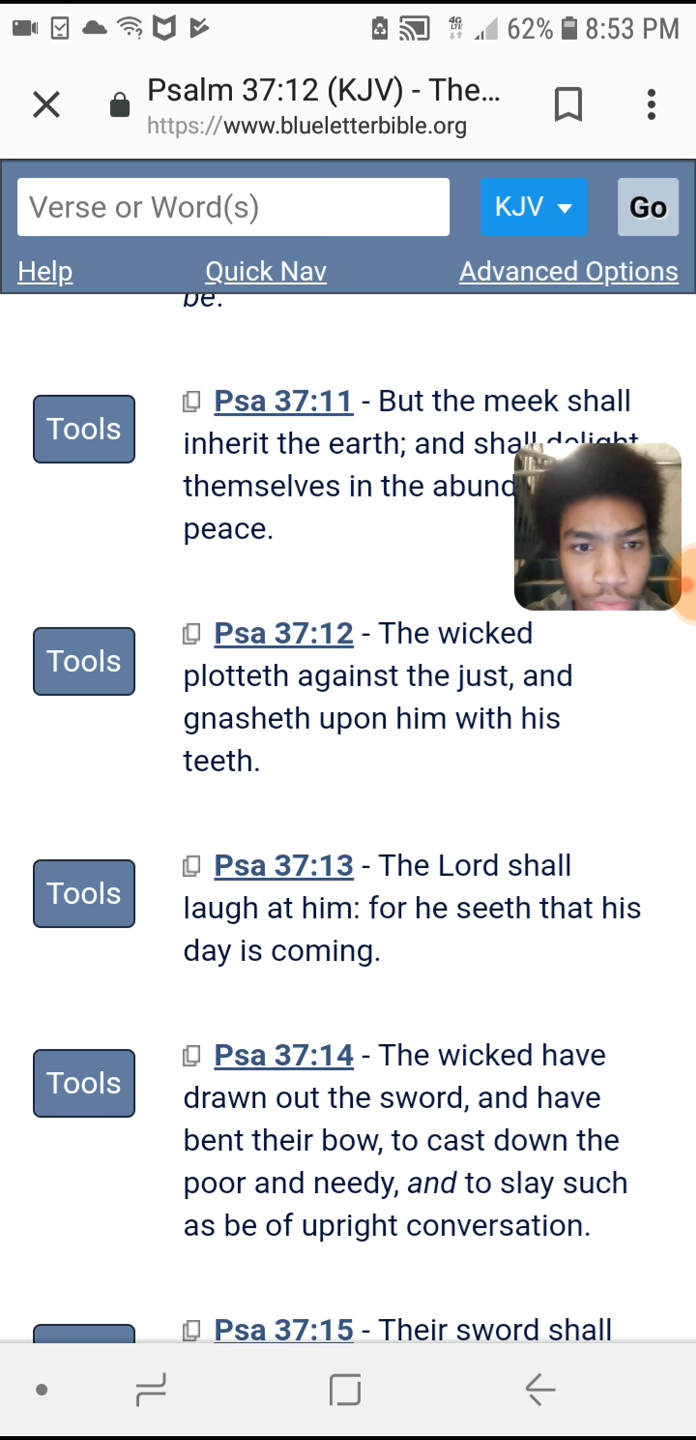 4G
LTE
62%
8:53 PM
Psalm 37:12 (KJV) - The...
https://www.blueletterbible.org
Verse or Word(s)
KJV
Go
Help
Quick Nav
Advanced Options
be.
Tools
Psa 37:11 - But the meek shall
inherit the earth; and shall delight
themselves in the abund
peace.
Tools
Psa 37:12 - The wicked
plotteth against the just, and
gnasheth upon him with his
teeth.
Tools
Psa 37:13 - The Lord shall
laugh at him: for he seeth that his
day is coming.
Tools
Psa 37:14 - The wicked have
drawn out the sword, and have
bent their bow, to cast down the
poor and needy, and to slay such
as be of upright conversation.
Psa 37:15 - Their sword shall